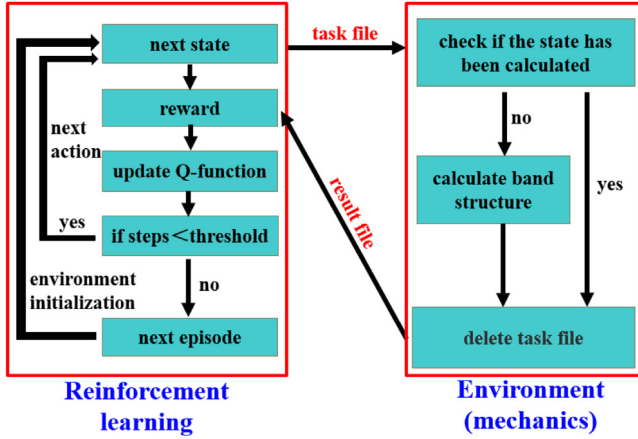 next state
reward
next
action
update Q-function
yes
if steps<threshold
environment
initialization
no
next episode
Reinforcement
learning
task file
result file
check if the state has
been calculated
no
yes
calculate band
structure
delete task file
Environment
(mechanics)